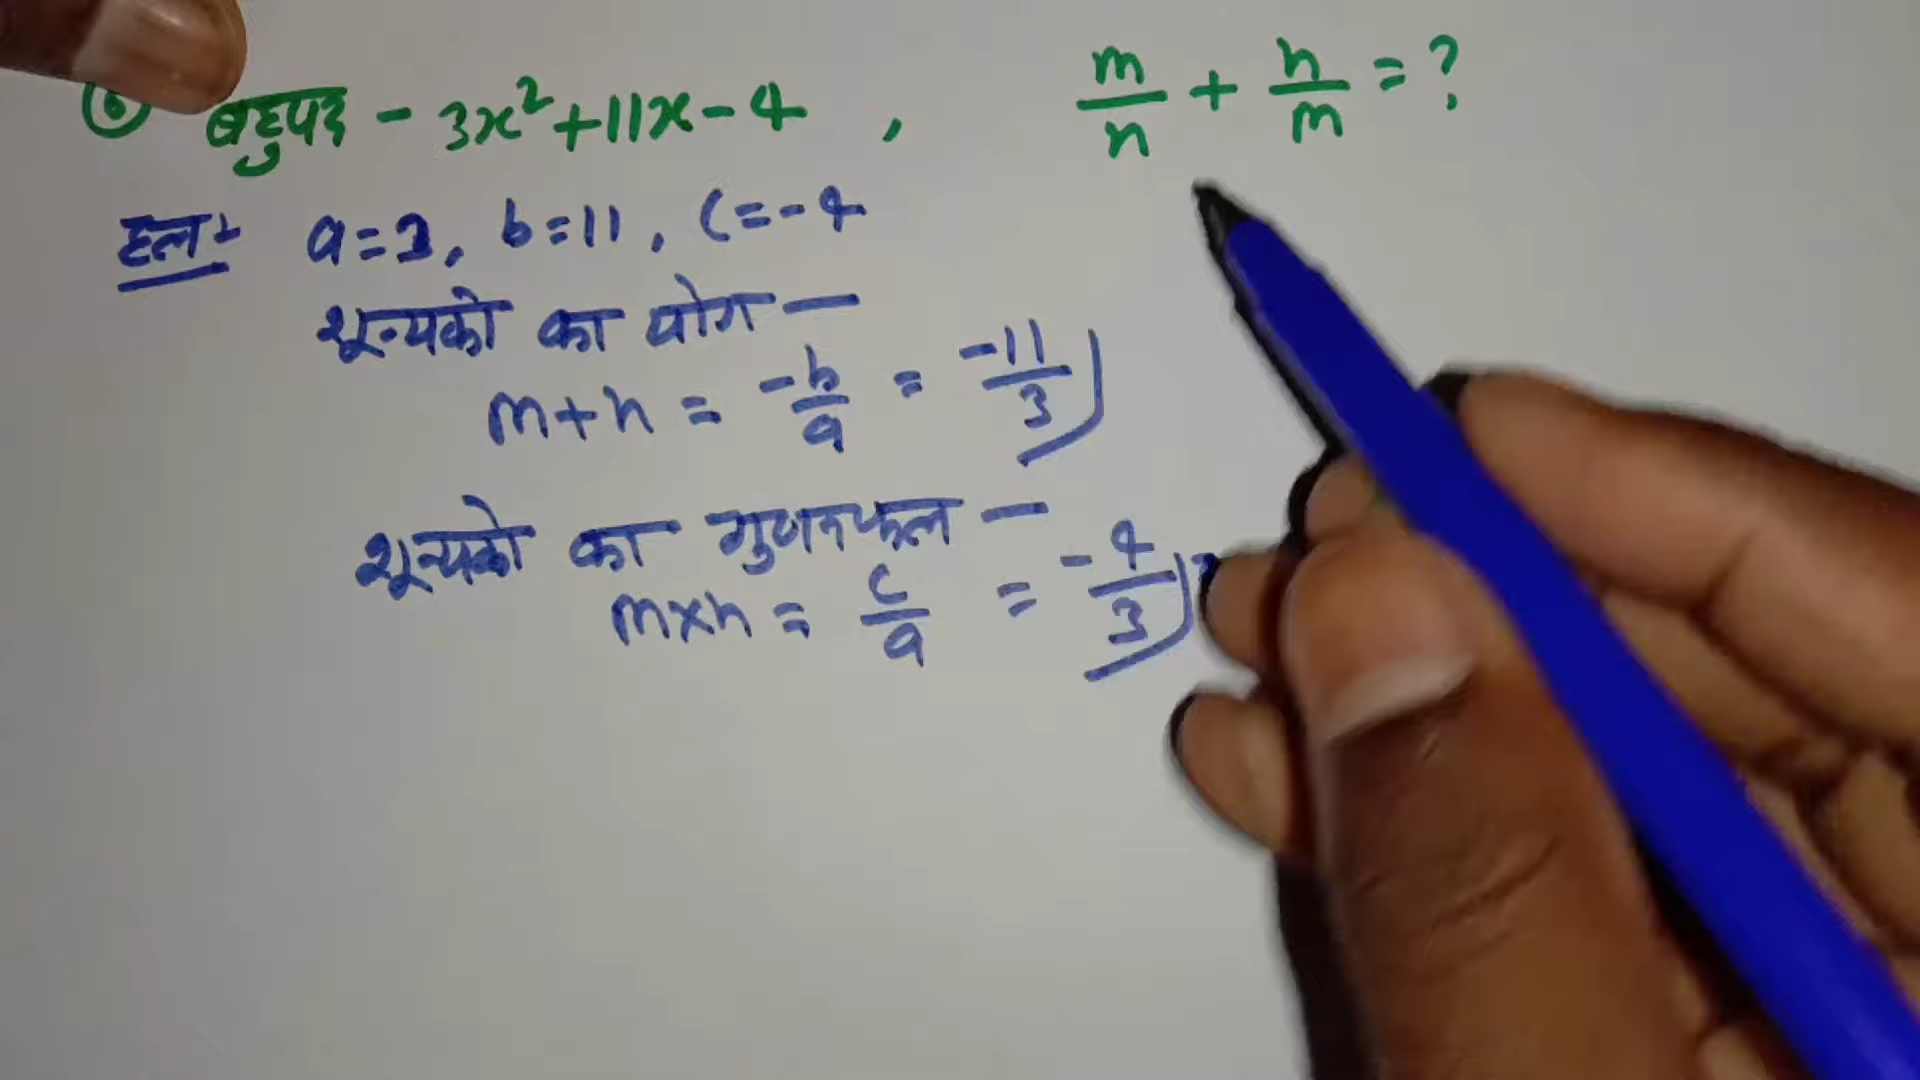 ⑥ बहुपद - 3x²+11x-4 , m/n + n/m = ?
हल:- a=3, b=11, c=-4
शून्यको का योग —
m+n = -b/a = -11/3
शून्यको का गुणनफल —
m×n = c/a = -4/3